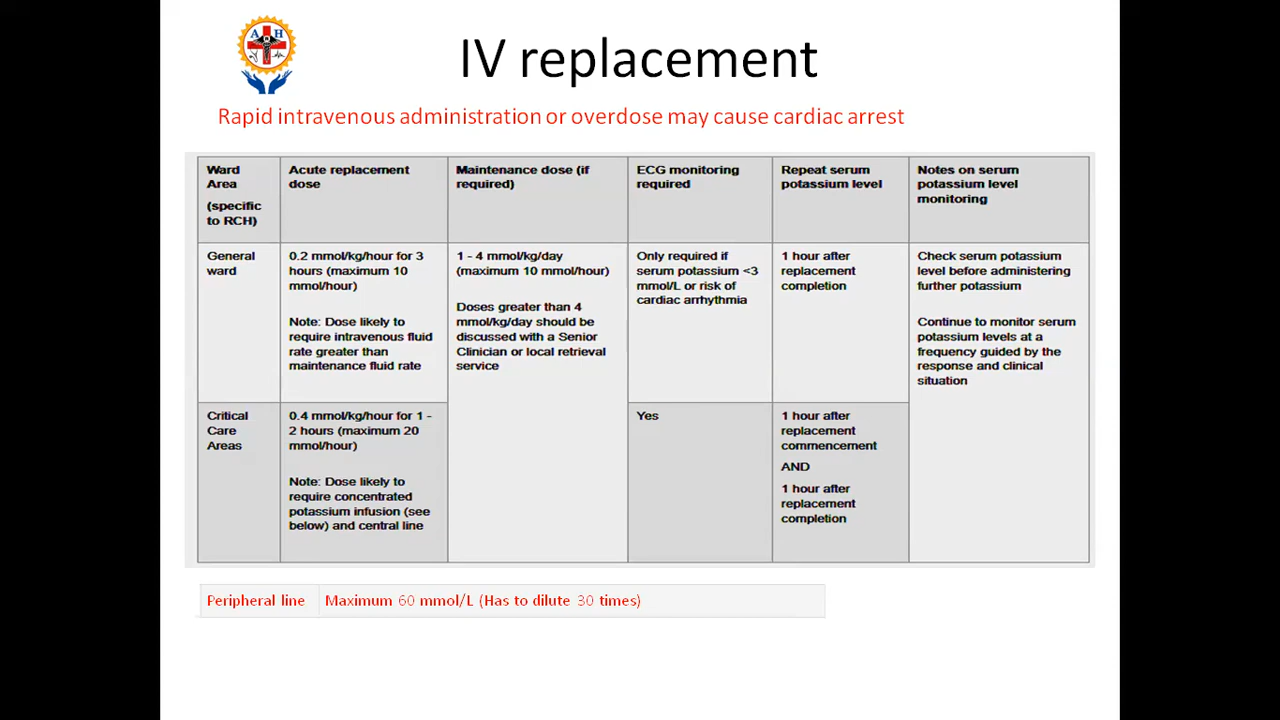 A H
IV replacement
Rapid intravenous administration or overdose may cause cardiac arrest
Ward
Area
(specific
to RCH)
Acute replacement
dose
Maintenance dose (if
required)
ECG monitoring
required
Repeat serum
potassium level
Notes on serum
potassium level
monitoring
General
ward
0.2 mmol/kg/hour for 3
hours (maximum 10
mmol/hour)
Note: Dose likely to
require intravenous fluid
rate greater than
maintenance fluid rate
1 - 4 mmol/kg/day
(maximum 10 mmol/hour)
Doses greater than 4
mmol/kg/day should be
discussed with a Senior
Clinician or local retrieval
service
Only required if
serum potassium <3
mmol/L or risk of
cardiac arrhythmia
1 hour after
replacement
completion
Check serum potassium
level before administering
further potassium
Continue to monitor serum
potassium levels at a
frequency guided by the
response and clinical
situation
Critical
Care
Areas
0.4 mmol/kg/hour for 1 -
2 hours (maximum 20
mmol/hour)
Note: Dose likely to
require concentrated
potassium infusion (see
below) and central line
Yes
1 hour after
replacement
commencement
AND
1 hour after
replacement
completion
Peripheral line
Maximum 60 mmol/L (Has to dilute 30 times)